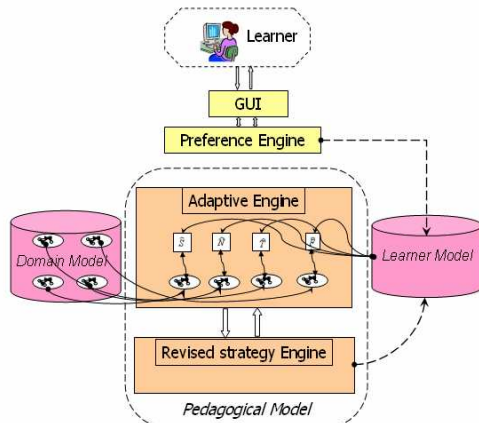 Learner
GUI
Preference Engine
Adaptive Engine
Domain Model
Learner Model
Revised strategy Engine
Pedagogical Model